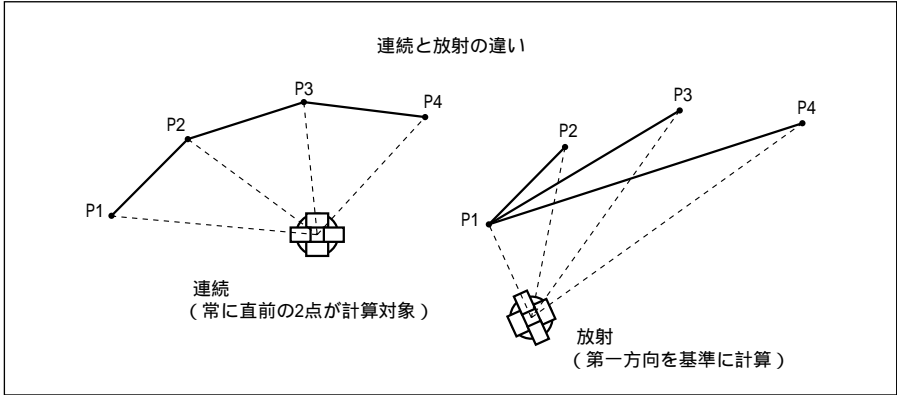 連続と放射の違い
P1
P2
P3
P4
連続
（常に直前の2点が計算対象）
P1
P2
P3
P4
放射
（第一方向を基準に計算）